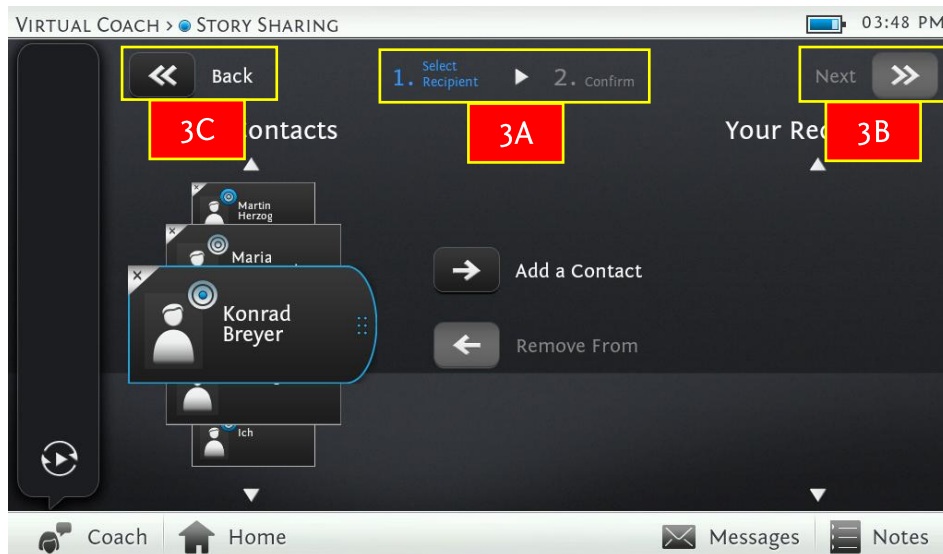 VIRTUAL COACH > STORY SHARING
03:48 PM
Back
1. Select Recipient
2. Confirm
Next
3C
3A
3B
ontacts
Your Re
Martin
Herzog
Maria
Konrad
Breyer
Ich
Add a Contact
Remove From
Coach
Home
Messages
Notes